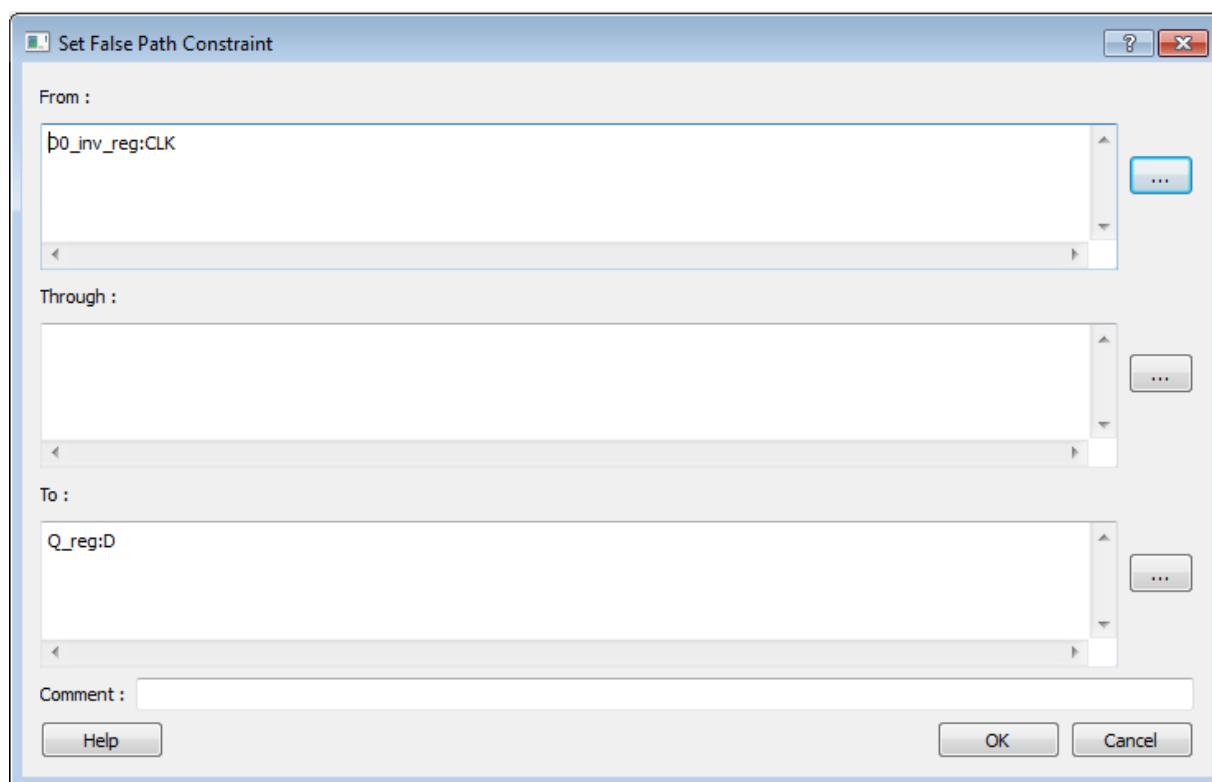 Set False Path Constraint
?
From :
D0_inv_reg:CLK
...
Through :
...
To :
Q_reg:D
...
Comment :
Help
OK
Cancel